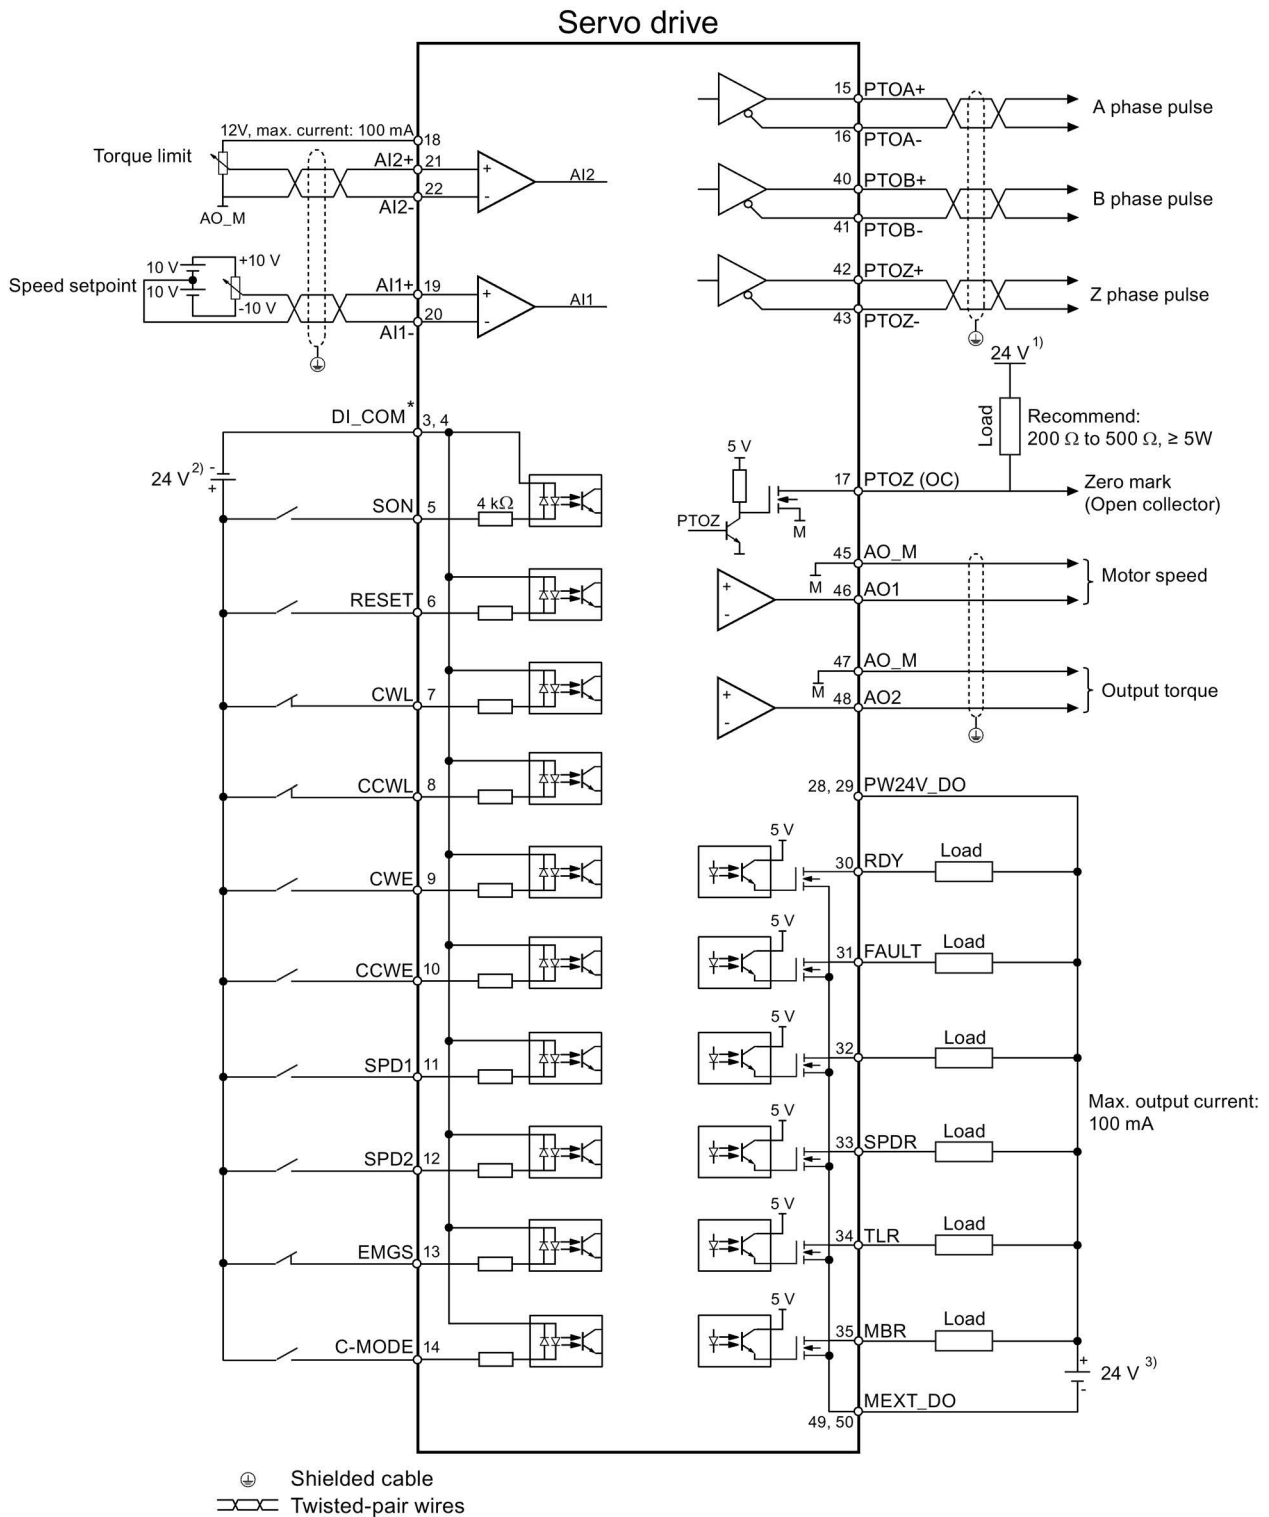 Servo drive
12V, max. current: 100 mA
18
Torque limit
AI2+
21
22
AI2-
AO_M
+
-
AI2
10 V
+10 V
Speed setpoint
10 V
-10 V
AI1+
19
20
AI1-
+
-
AI1
DI_COM*
3, 4
24 V 2)
-
+
SON
5
4 kΩ
RESET
6
CWL
7
CCWL
8
CWE
9
CCWE
10
SPD1
11
SPD2
12
EMGS
13
C-MODE
14
15
PTOA+
16
PTOA-
A phase pulse
40
PTOB+
41
PTOB-
B phase pulse
42
PTOZ+
43
PTOZ-
Z phase pulse
24 V 1)
Load
Recommend:
200 Ω to 500 Ω, ≥ 5W
5 V
PTOZ
M
17
PTOZ (OC)
Zero mark
(Open collector)
45
AO_M
M
46
AO1
+
-
Motor speed
47
AO_M
M
48
AO2
+
-
Output torque
28, 29
PW24V_DO
5 V
30
RDY
Load
5 V
31
FAULT
Load
5 V
32
Load
Max. output current:
100 mA
5 V
33
SPDR
Load
5 V
34
TLR
Load
5 V
35
MBR
Load
+
24 V 3)
-
MEXT_DO
49, 50
Shielded cable
Twisted-pair wires